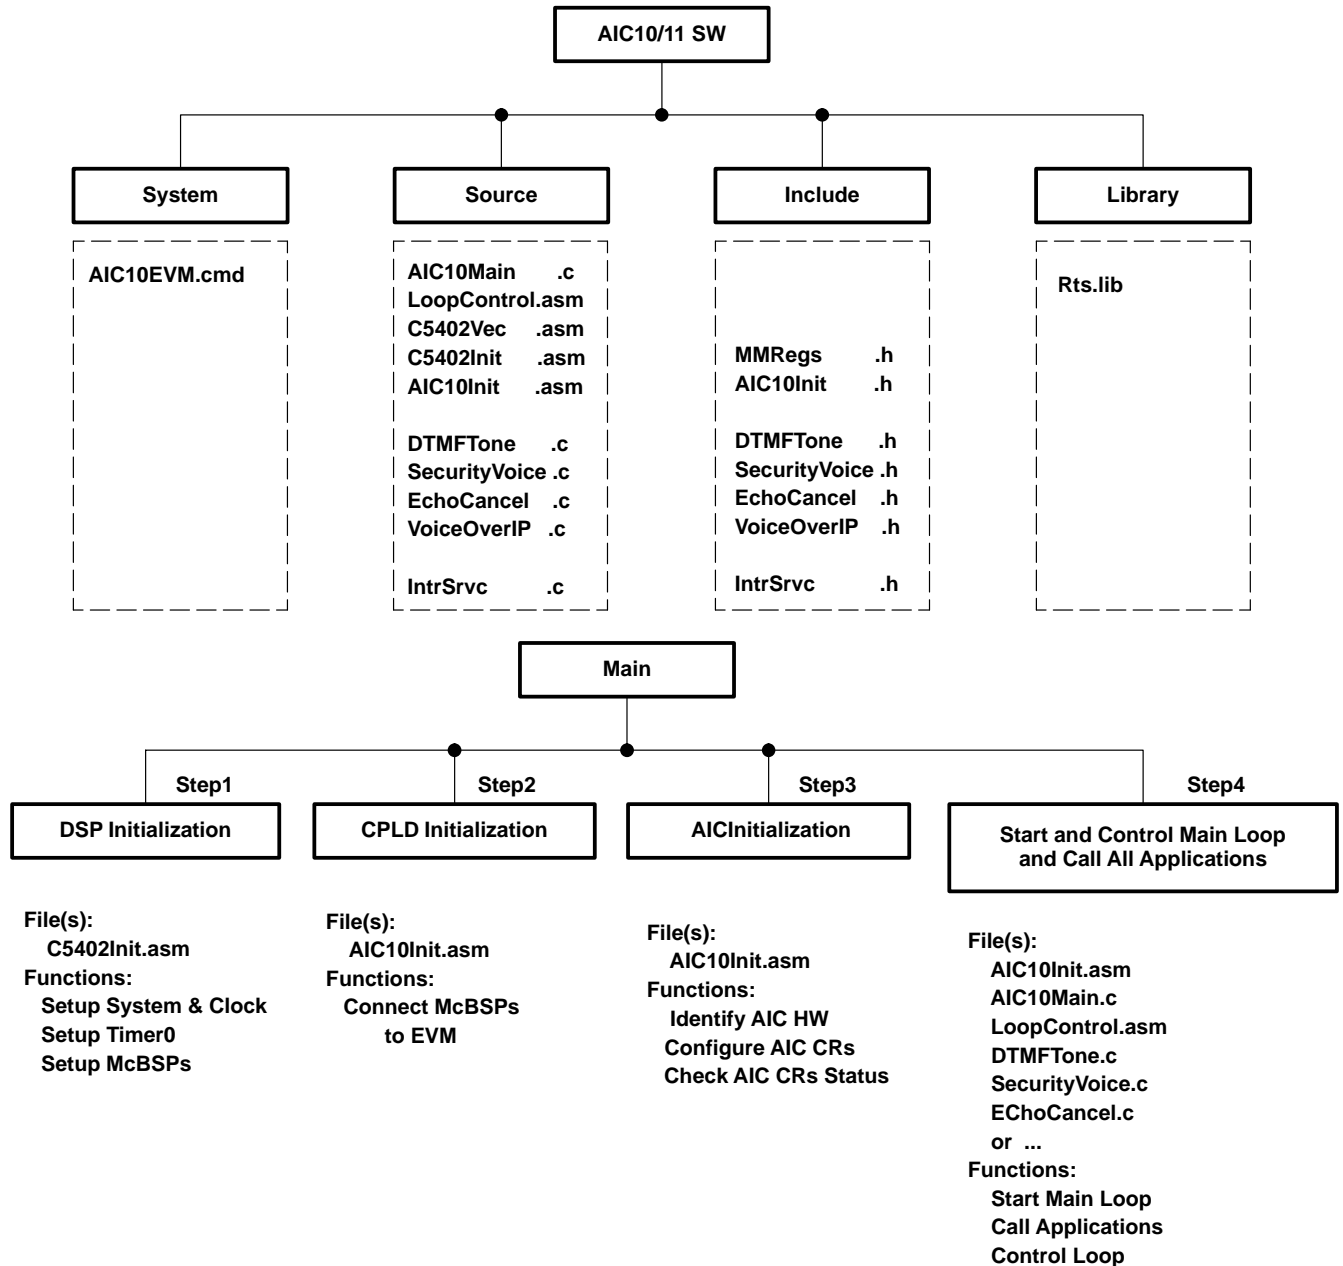 AIC10/11 SW
System
Source
Include
Library
AIC10EVM.cmd
AIC10Main .c
LoopControl.asm
C5402Vec .asm
C5402Init .asm
AIC10Init .asm
DTMFTone .c
SecurityVoice .c
EchoCancel .c
VoiceOverIP .c
IntrSrvc .c
MMRegs .h
AIC10Init .h
DTMFTone .h
SecurityVoice .h
EchoCancel .h
VoiceOverIP .h
IntrSrvc .h
Rts.lib
Main
Step1
DSP Initialization
File(s):
C5402Init.asm
Functions:
Setup System & Clock
Setup Timer0
Setup McBSPs
Step2
CPLD Initialization
File(s):
AIC10Init.asm
Functions:
Connect McBSPs
to EVM
Step3
AICInitialization
File(s):
AIC10Init.asm
Functions:
Identify AIC HW
Configure AIC CRs
Check AIC CRs Status
Step4
Start and Control Main Loop
and Call All Applications
File(s):
AIC10Init.asm
AIC10Main.c
LoopControl.asm
DTMFTone.c
SecurityVoice.c
EChoCancel.c
or ...
Functions:
Start Main Loop
Call Applications
Control Loop